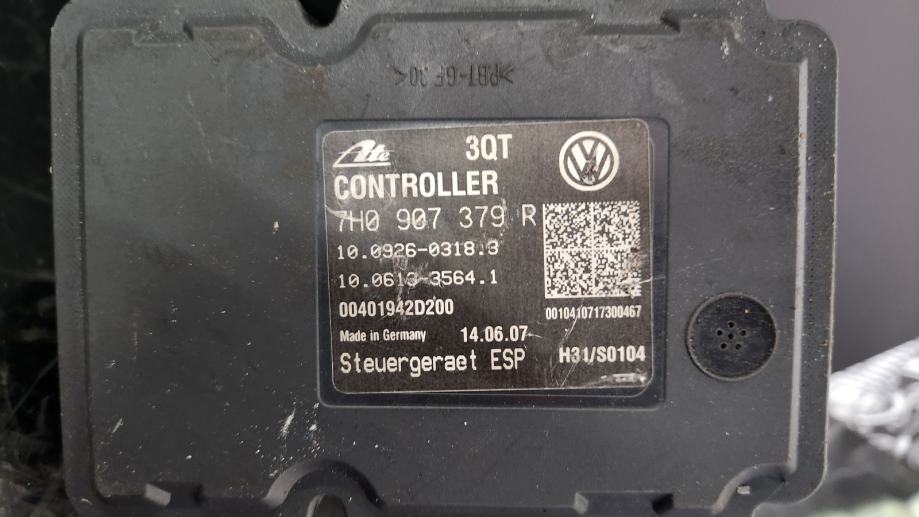 >PBT-GF30<
Ate 3QT
CONTROLLER
7H0 907 379 R
10.0926-0318.3
10.0613-3564.1
00401942D200
0010410717300467
Made in Germany 14.06.07
Steuergeraet ESP H31/S0104